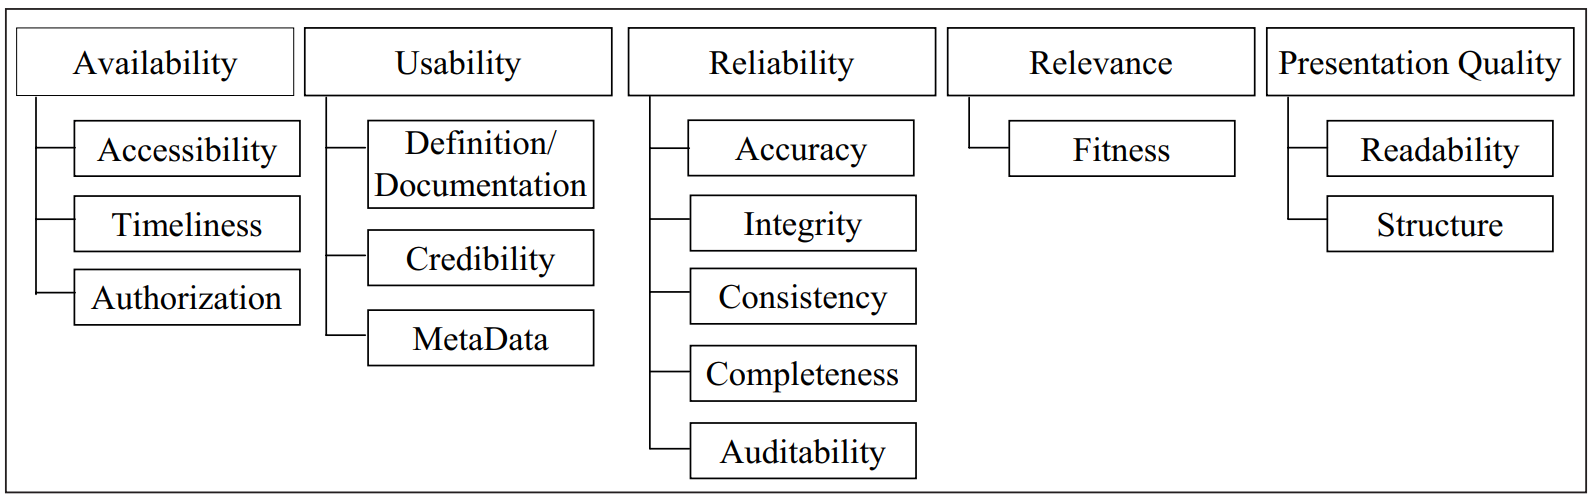 Availability
Accessibility
Timeliness
Authorization
Usability
Definition/
Documentation
Credibility
MetaData
Reliability
Accuracy
Integrity
Consistency
Completeness
Auditability
Relevance
Fitness
Presentation Quality
Readability
Structure